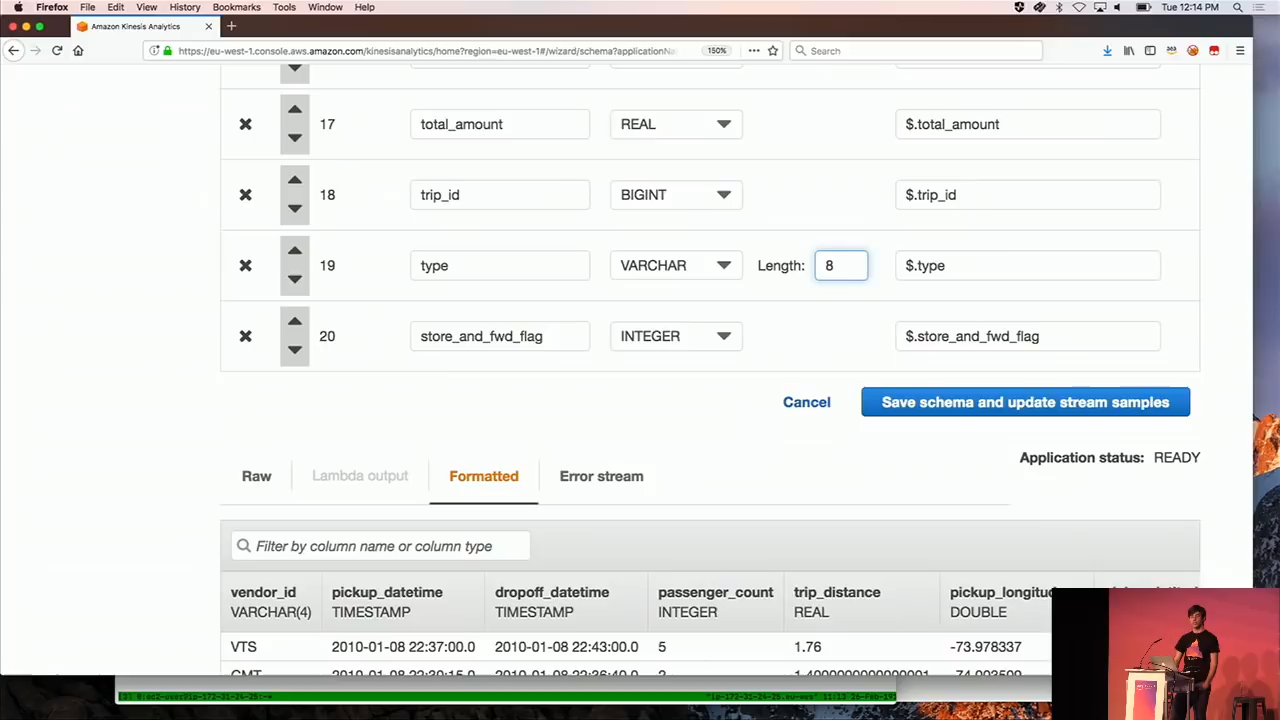 Firefox File Edit View History Bookmarks Tools Window Help Tue 12:14 PM
Amazon Kinesis Analytics
https://eu-west-1.console.aws.amazon.com/kinesisanalytics/home?region=eu-west-1#/wizard/schema?applicationNa 150% Search
17 total_amount REAL $.total_amount
18 trip_id BIGINT $.trip_id
19 type VARCHAR Length: 8 $.type
20 store_and_fwd_flag INTEGER $.store_and_fwd_flag
Cancel Save schema and update stream samples
Application status: READY
Raw Lambda output Formatted Error stream
Filter by column name or column type
vendor_id pickup_datetime dropoff_datetime passenger_count trip_distance pickup_longitu
VARCHAR(4) TIMESTAMP TIMESTAMP INTEGER REAL DOUBLE
VTS 2010-01-08 22:37:00.0 2010-01-08 22:43:00.0 5 1.76 -73.978337